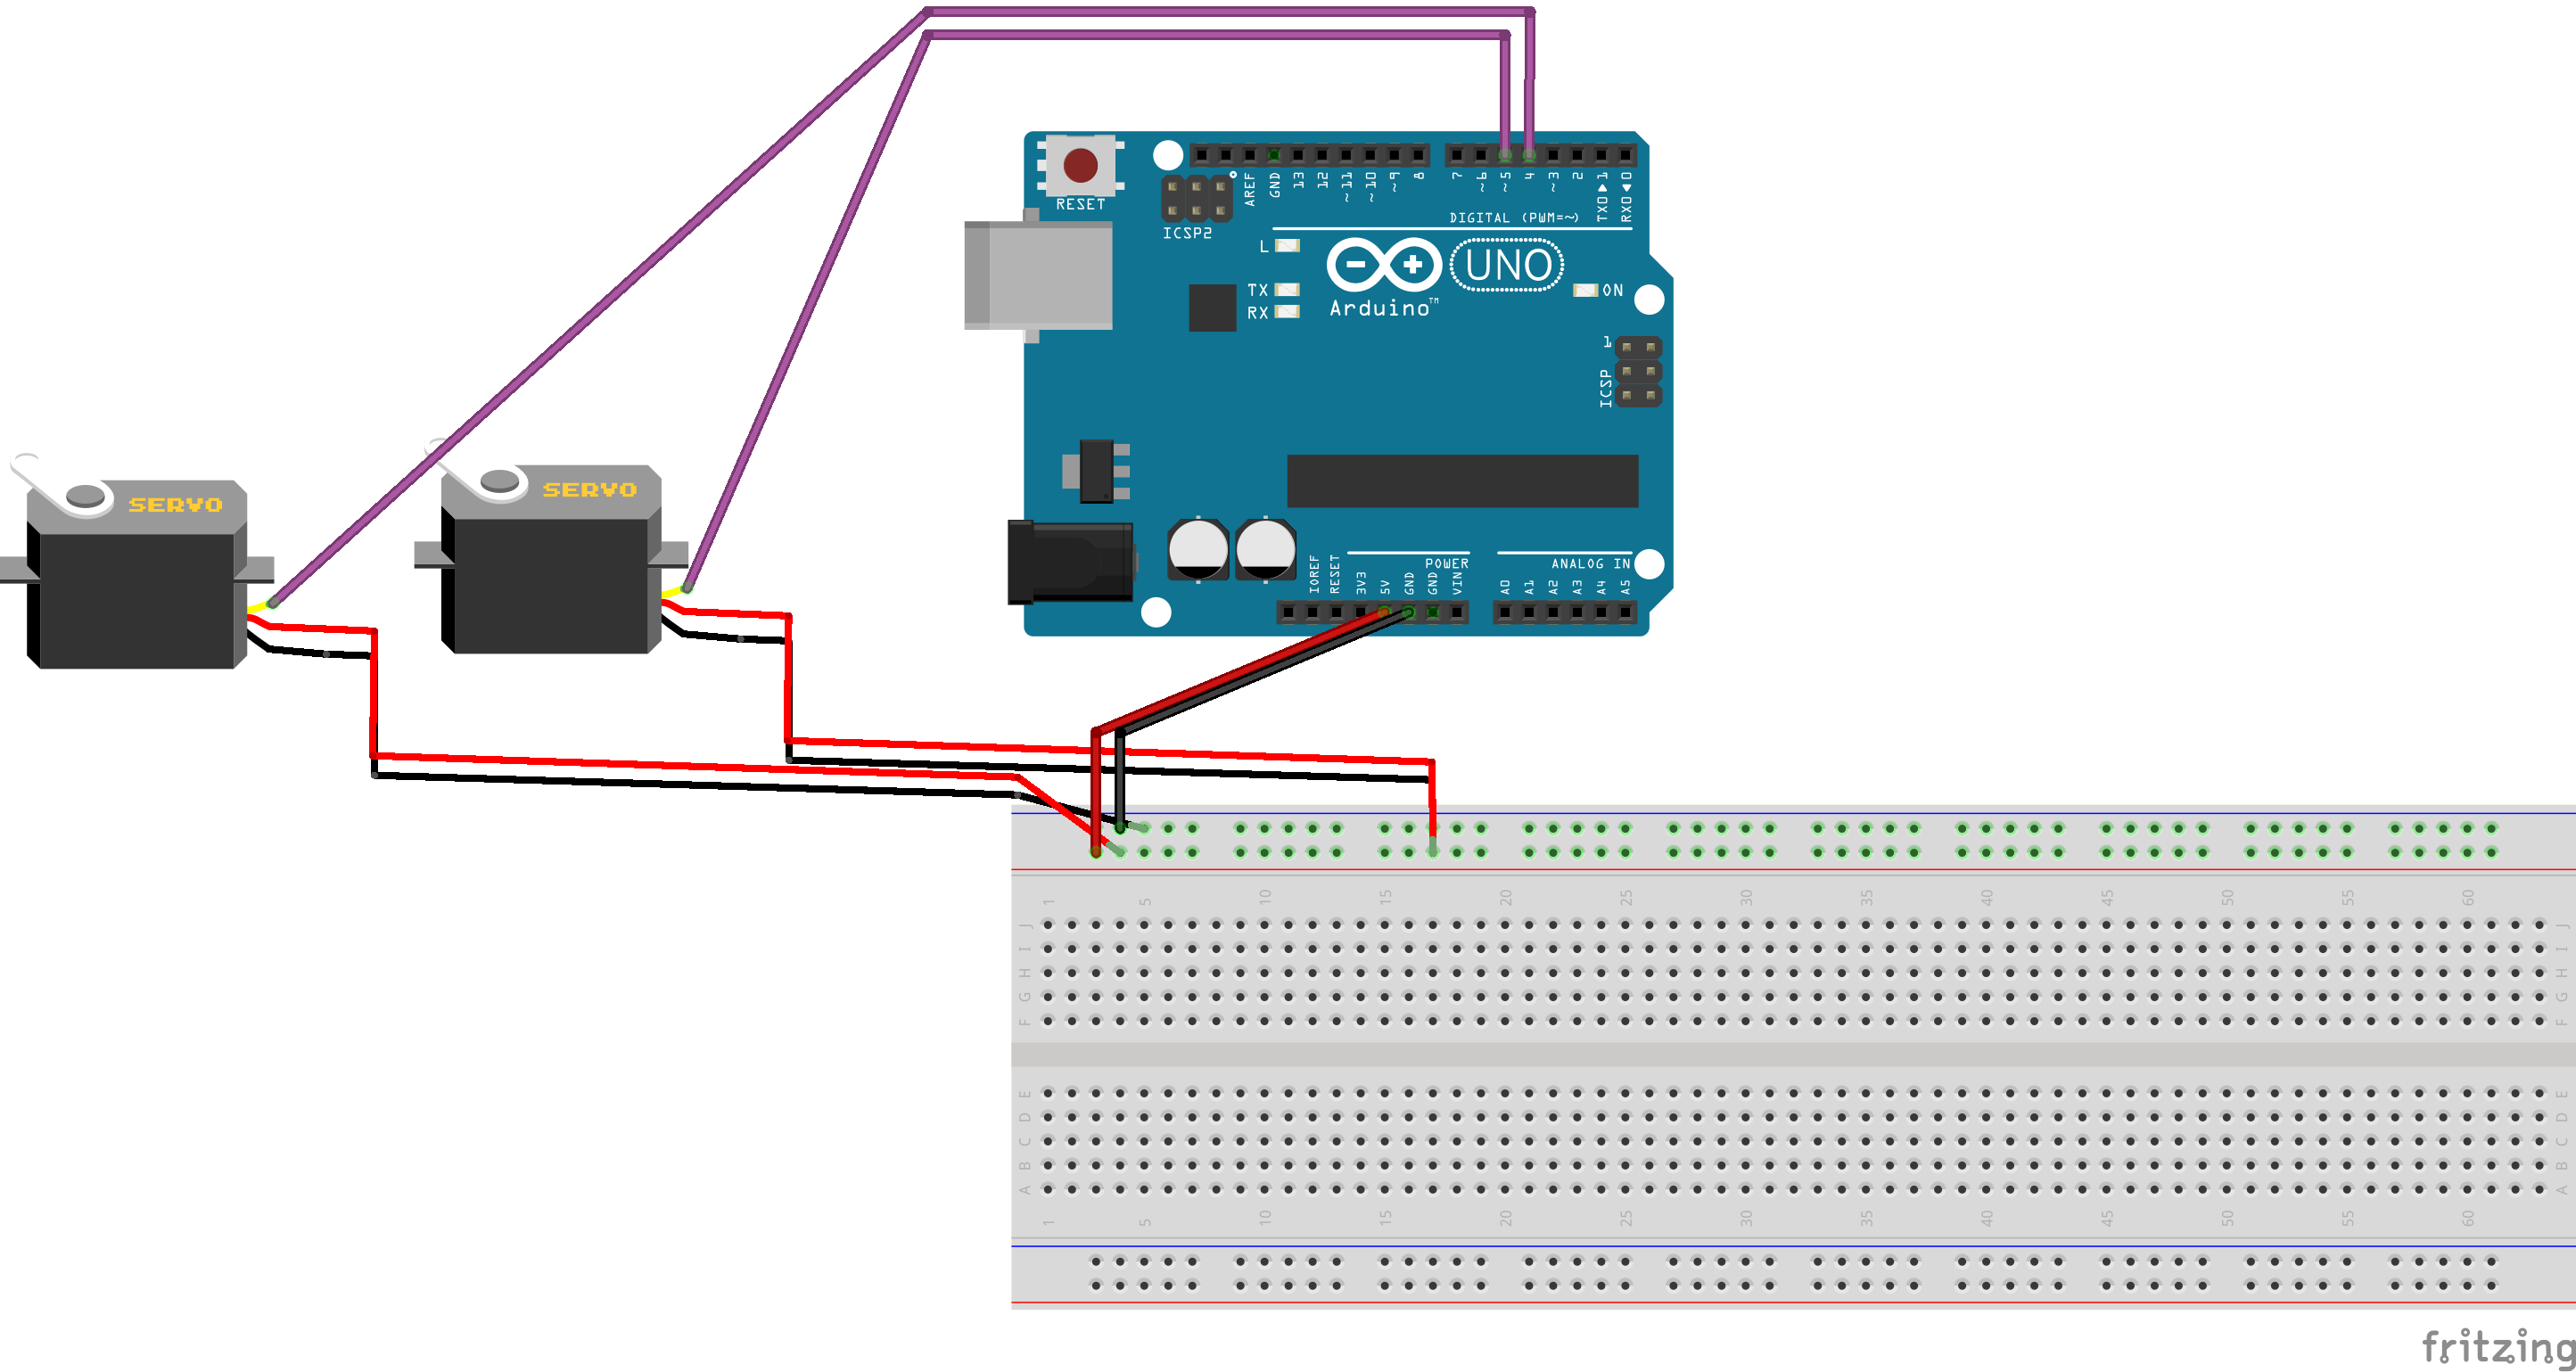 RESET
ICSP2
AREF
GND
13
12
~11
~10
~9
8
7
~6
~5
4
~3
2
TX0▶1
RX0◀0
DIGITAL (PWM=~)
L
TX
RX
UNO
Arduino™
ON
1
ICSP
SERVO
SERVO
IOREF
RESET
3V3
5V
GND
GND
VIN
POWER
A0
A1
A2
A3
A4
A5
ANALOG IN
1 5 10 15 20 25 30 35 40 45 50 55 60
J J
I I
H H
G G
F F
E E
D D
C C
B B
A A
1 5 10 15 20 25 30 35 40 45 50 55 60
fritzing